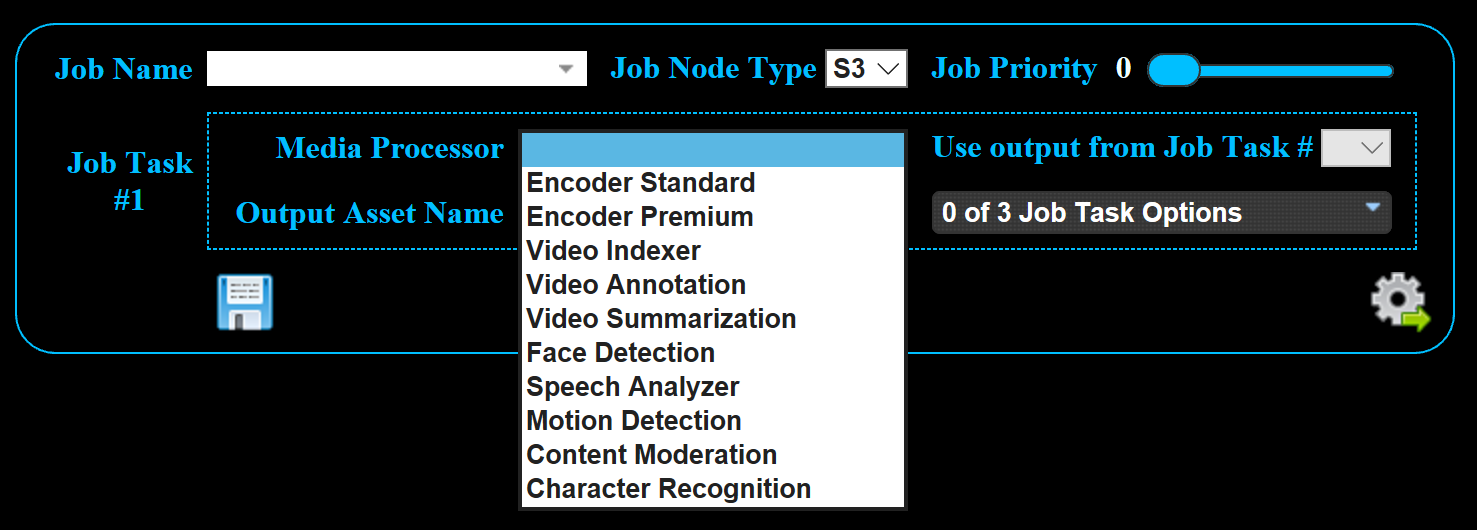 Job Name
Job Node Type S3
Job Priority 0
Job Task
#1
Media Processor
Use output from Job Task #
Output Asset Name
0 of 3 Job Task Options
Encoder Standard
Encoder Premium
Video Indexer
Video Annotation
Video Summarization
Face Detection
Speech Analyzer
Motion Detection
Content Moderation
Character Recognition